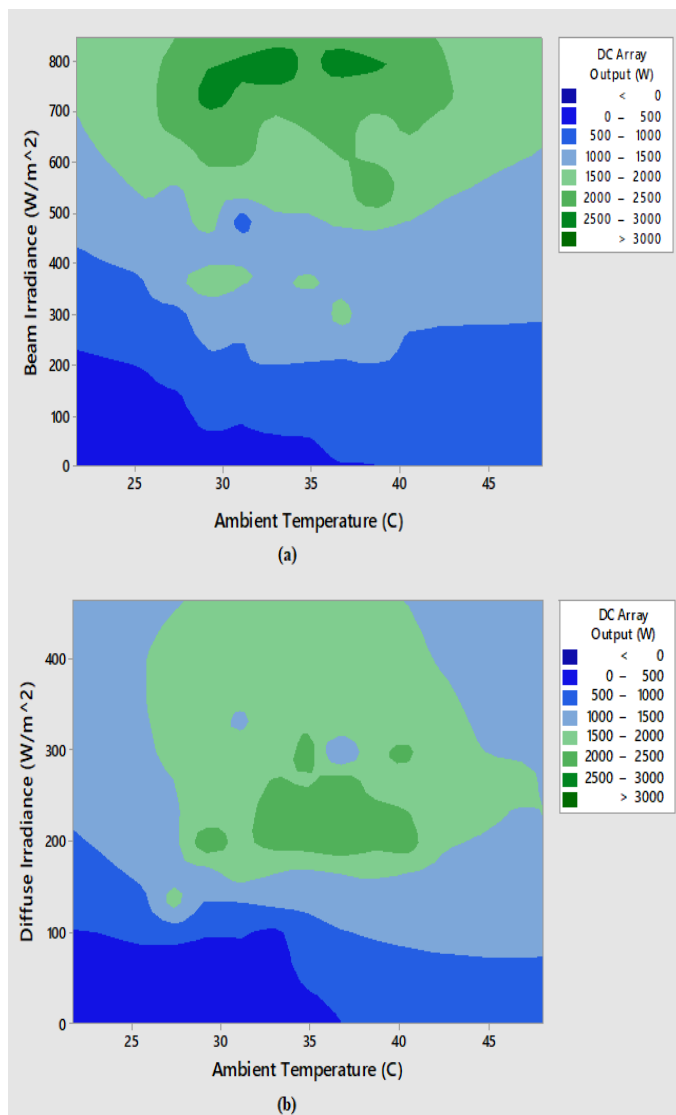 800
700
600
500
400
300
200
100
0
25 30 35 40 45
Beam Irradiance (W/m^2)
Ambient Temperature (C)
DC Array
Output (W)
< 0
0 – 500
500 – 1000
1000 – 1500
1500 – 2000
2000 – 2500
2500 – 3000
> 3000
(a)
400
300
200
100
0
25 30 35 40 45
Diffuse Irradiance (W/m^2)
Ambient Temperature (C)
DC Array
Output (W)
< 0
0 – 500
500 – 1000
1000 – 1500
1500 – 2000
2000 – 2500
2500 – 3000
> 3000
(b)